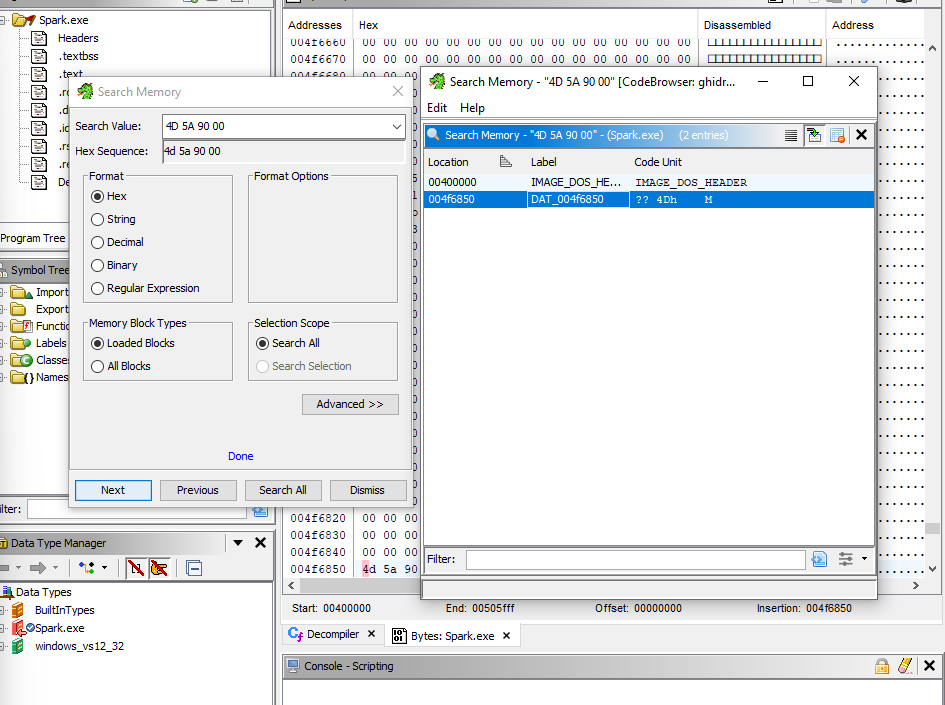 Spark.exe
Headers
.textbss
.text
Program Tree
Symbol Tree
Import
Export
Functio
Labels
Classes
Names
Search Memory
Search Value: 4D 5A 90 00
Hex Sequence: 4d 5a 90 00
Format
Hex
String
Decimal
Binary
Regular Expression
Format Options
Memory Block Types
Loaded Blocks
All Blocks
Selection Scope
Search All
Search Selection
Advanced >>
Done
Next Previous Search All Dismiss
Data Type Manager
Data Types
BuiltInTypes
Spark.exe
windows_vs12_32
Addresses Hex Disassembled Address
004f6660 00 00 00 00 00 00 00 00 00 00 00 00 00 00 00 00
004f6670 00 00 00 00 00 00 00 00 00 00 00 00 00 00 00 00
Search Memory - "4D 5A 90 00" [CodeBrowser: ghidr...
Edit Help
Search Memory - "4D 5A 90 00" - (Spark.exe) (2 entries)
Location Label Code Unit
00400000 IMAGE_DOS_HE... IMAGE_DOS_HEADER
004f6850 DAT_004f6850 ?? 4Dh M
Filter:
004f6820 00 00 00
004f6830 00 00 00
004f6840 00 00 00
004f6850 4d 5a 90
Start: 00400000 End: 00505fff Offset: 00000000 Insertion: 004f6850
Decompiler Bytes: Spark.exe
Console - Scripting